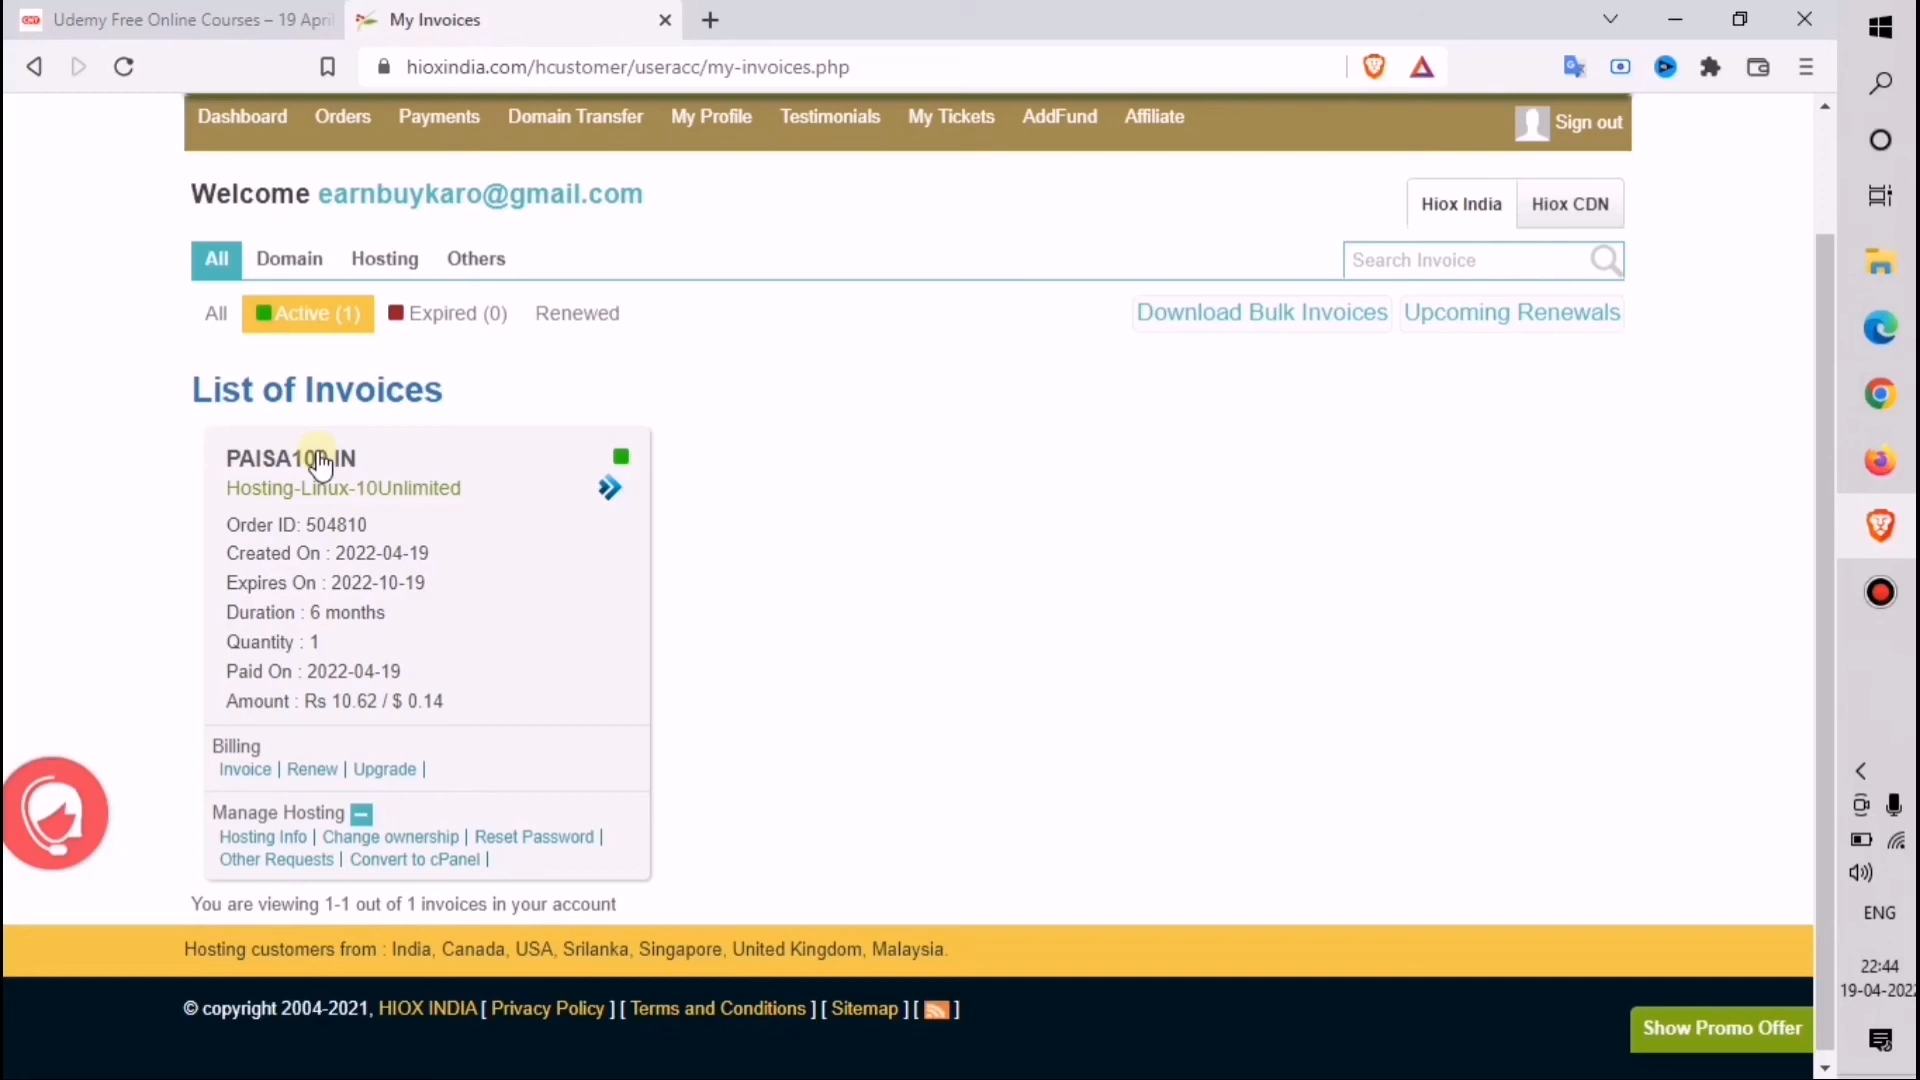 Udemy Free Online Courses – 19 April
My Invoices
hioxindia.com/hcustomer/useracc/my-invoices.php
Dashboard Orders Payments Domain Transfer My Profile Testimonials My Tickets AddFund Affiliate
Sign out
Welcome earnbuykaro@gmail.com
Hiox India Hiox CDN
All Domain Hosting Others
Search Invoice
All Active (1) Expired (0) Renewed
Download Bulk Invoices Upcoming Renewals
List of Invoices
Hosting-Linux-10Unlimited
Order ID: 504810
Created On : 2022-04-19
Expires On : 2022-10-19
Duration : 6 months
Quantity : 1
Paid On : 2022-04-19
Amount : Rs 10.62 / $ 0.14
Billing
Invoice | Renew | Upgrade |
Manage Hosting
Hosting Info | Change ownership | Reset Password |
Other Requests | Convert to cPanel |
You are viewing 1-1 out of 1 invoices in your account
Hosting customers from : India, Canada, USA, Srilanka, Singapore, United Kingdom, Malaysia.
© copyright 2004-2021, HIOX INDIA [ Privacy Policy ] [ Terms and Conditions ] [ Sitemap ] [ ]
Show Promo Offer
ENG
22:44
19-04-2022